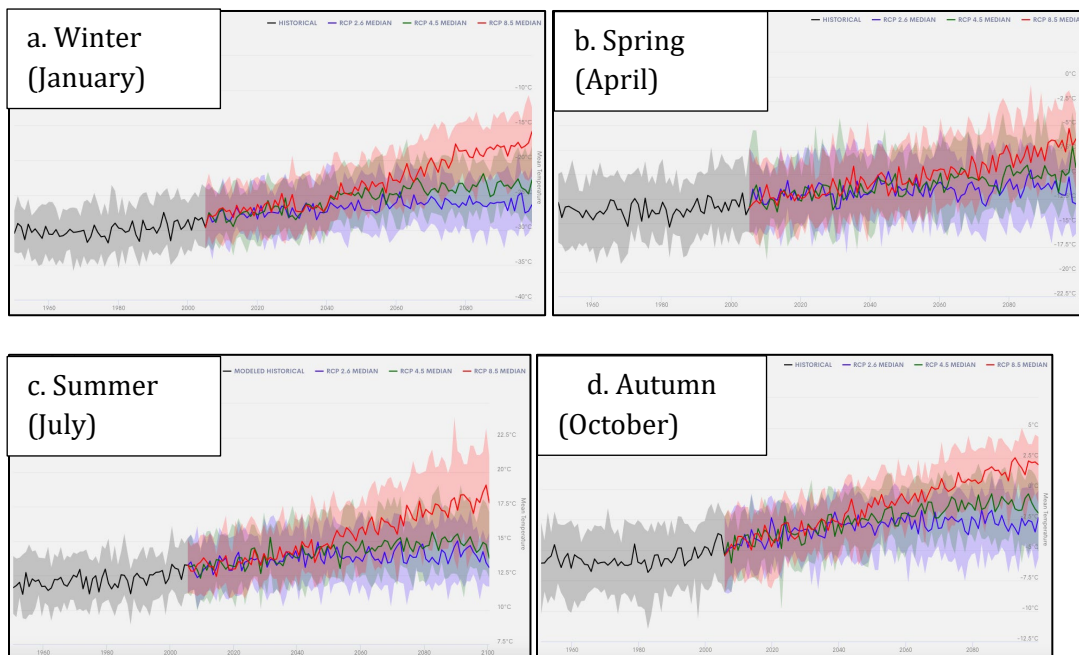 HISTORICAL RCP 2.6 MEDIAN RCP 4.5 MEDIAN RCP 8.5 MEDIAN
a. Winter
(January)
-10°C
-15°C
-20°C
Mean Temperature
-35°C
-40°C
1960 1980 2000 2020 2040 2060 2080
HISTORICAL RCP 2.6 MEDIAN RCP 4.5 MEDIAN RCP 8.5 MEDIA
b. Spring
(April)
0°C
-2.5°C
-5°C
-15°C
-17.5°C
-20°C
-22.5°C
1960 1980 2000 2020 2040 2060 2080
MODELED HISTORICAL RCP 2.6 MEDIAN RCP 4.5 MEDIAN RCP 8.5 MEDIAN
c. Summer
(July)
22.5°C
20°C
17.5°C
Mean Temperature
15°C
12.5°C
10°C
7.5°C
1960 1980 2000 2020 2040 2060 2080 2100
HISTORICAL RCP 2.6 MEDIAN RCP 4.5 MEDIAN RCP 8.5 MEDIAN
d. Autumn
(October)
5°C
2.5°C
Mean Temperature
-7.5°C
-10°C
-12.5°C
1960 1980 2000 2020 2040 2060 2080